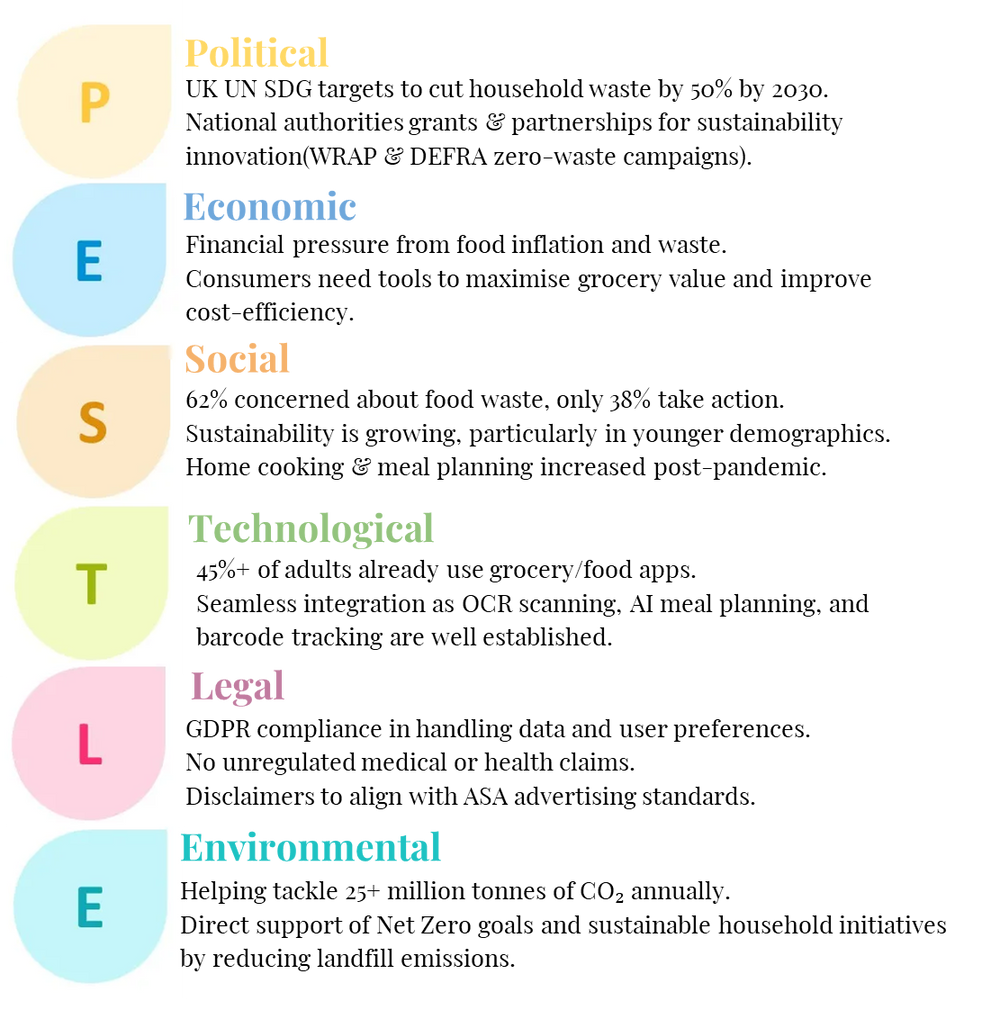 P
Political
UK UN SDG targets to cut household waste by 50% by 2030.
National authorities grants & partnerships for sustainability
innovation(WRAP & DEFRA zero-waste campaigns).
E
Economic
Financial pressure from food inflation and waste.
Consumers need tools to maximise grocery value and improve
cost-efficiency.
S
Social
62% concerned about food waste, only 38% take action.
Sustainability is growing, particularly in younger demographics.
Home cooking & meal planning increased post-pandemic.
T
Technological
45%+ of adults already use grocery/food apps.
Seamless integration as OCR scanning, AI meal planning, and
barcode tracking are well established.
L
Legal
GDPR compliance in handling data and user preferences.
No unregulated medical or health claims.
Disclaimers to align with ASA advertising standards.
E
Environmental
Helping tackle 25+ million tonnes of CO₂ annually.
Direct support of Net Zero goals and sustainable household initiatives
by reducing landfill emissions.